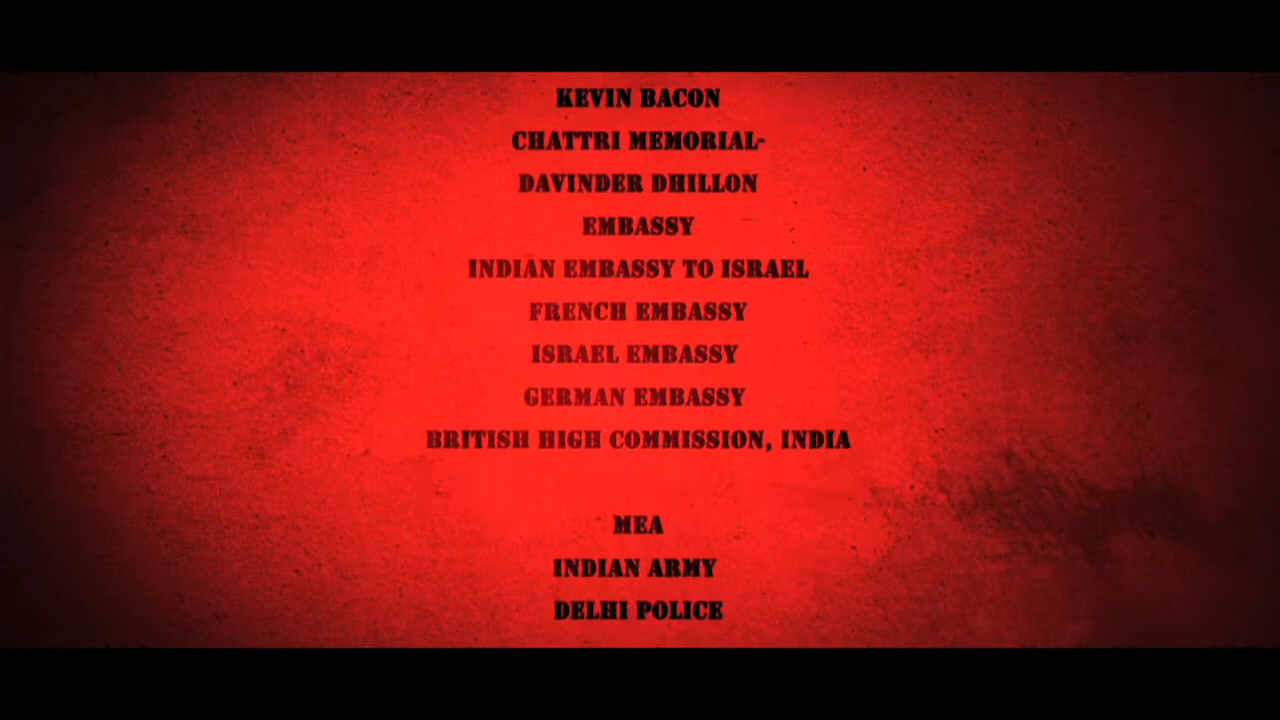 KEVIN BACON
CHATTRI MEMORIAL-
DAVINDER DHILLON
EMBASSY
INDIAN EMBASSY TO ISRAEL
FRENCH EMBASSY
ISRAEL EMBASSY
GERMAN EMBASSY
BRITISH HIGH COMMISSION, INDIA
MEA
INDIAN ARMY
DELHI POLICE